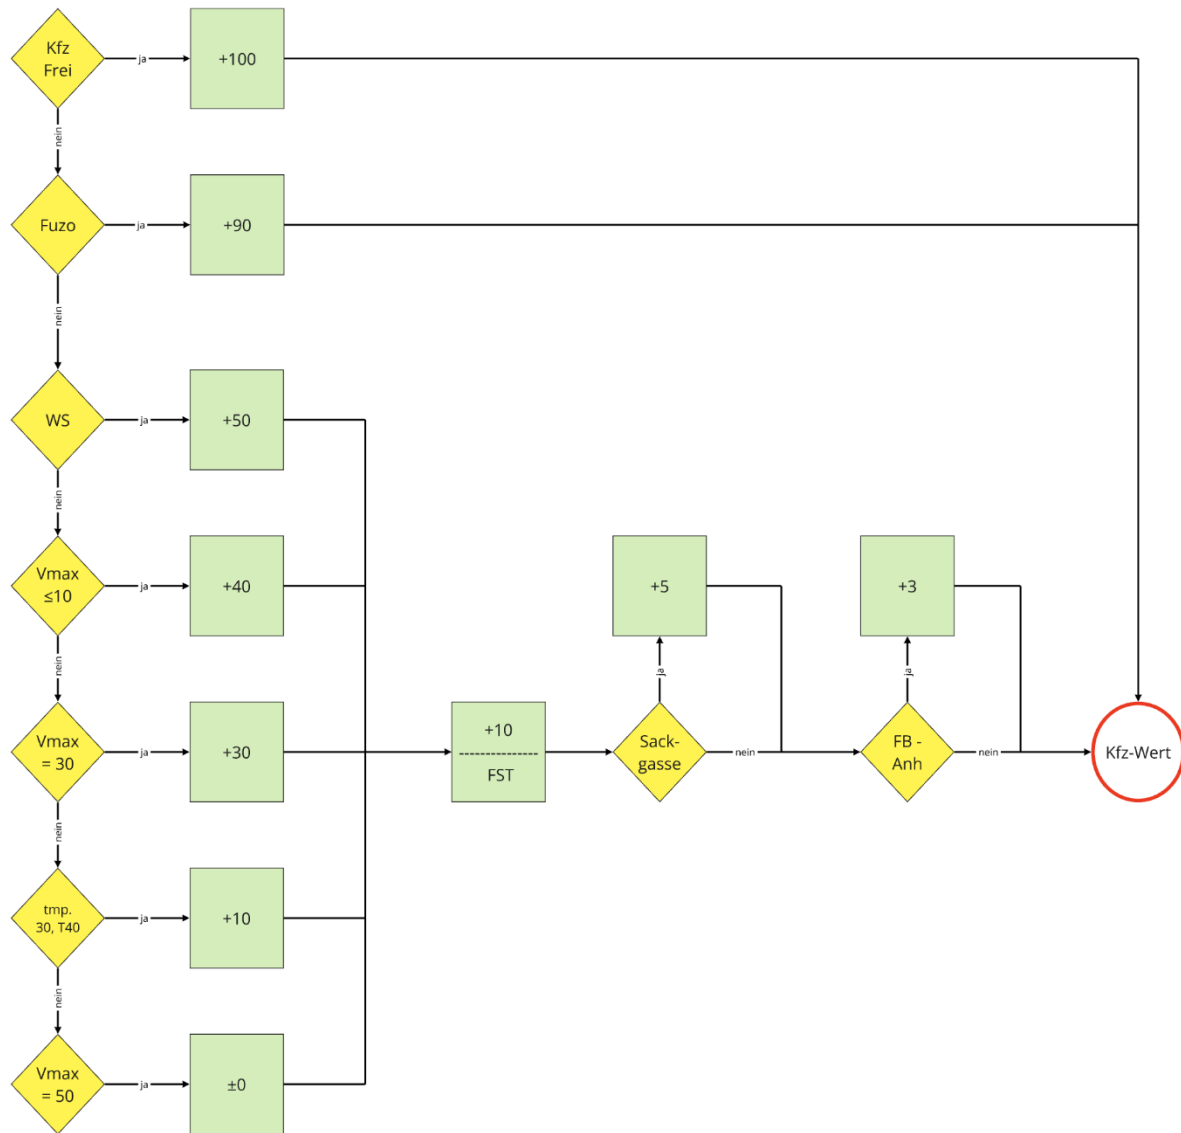 Kfz
Frei
ja
+100
nein
Fuzo
ja
+90
nein
WS
ja
+50
nein
Vmax
≤10
ja
+40
+5
+3
nein
ja
ja
Vmax
= 30
ja
+30
+10
--------------
FST
Sack-
gasse
nein
FB -
Anh
nein
Kfz-Wert
nein
tmp.
30, T40
ja
+10
nein
Vmax
= 50
ja
±0